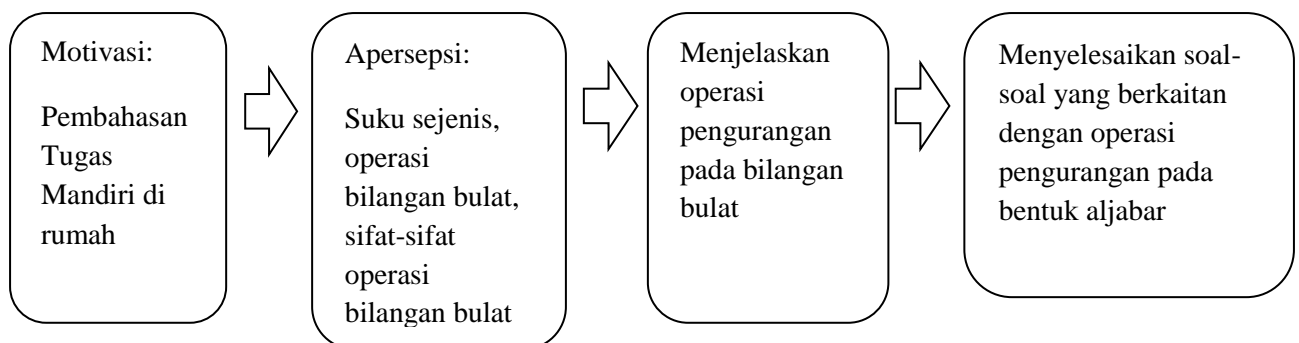 Motivasi:
Pembahasan
Tugas
Mandiri di
rumah
Apersepsi:
Suku sejenis,
operasi
bilangan bulat,
sifat-sifat
operasi
bilangan bulat
Menjelaskan
operasi
pengurangan
pada bilangan
bulat
Menyelesaikan soal-
soal yang berkaitan
dengan operasi
pengurangan pada
bentuk aljabar